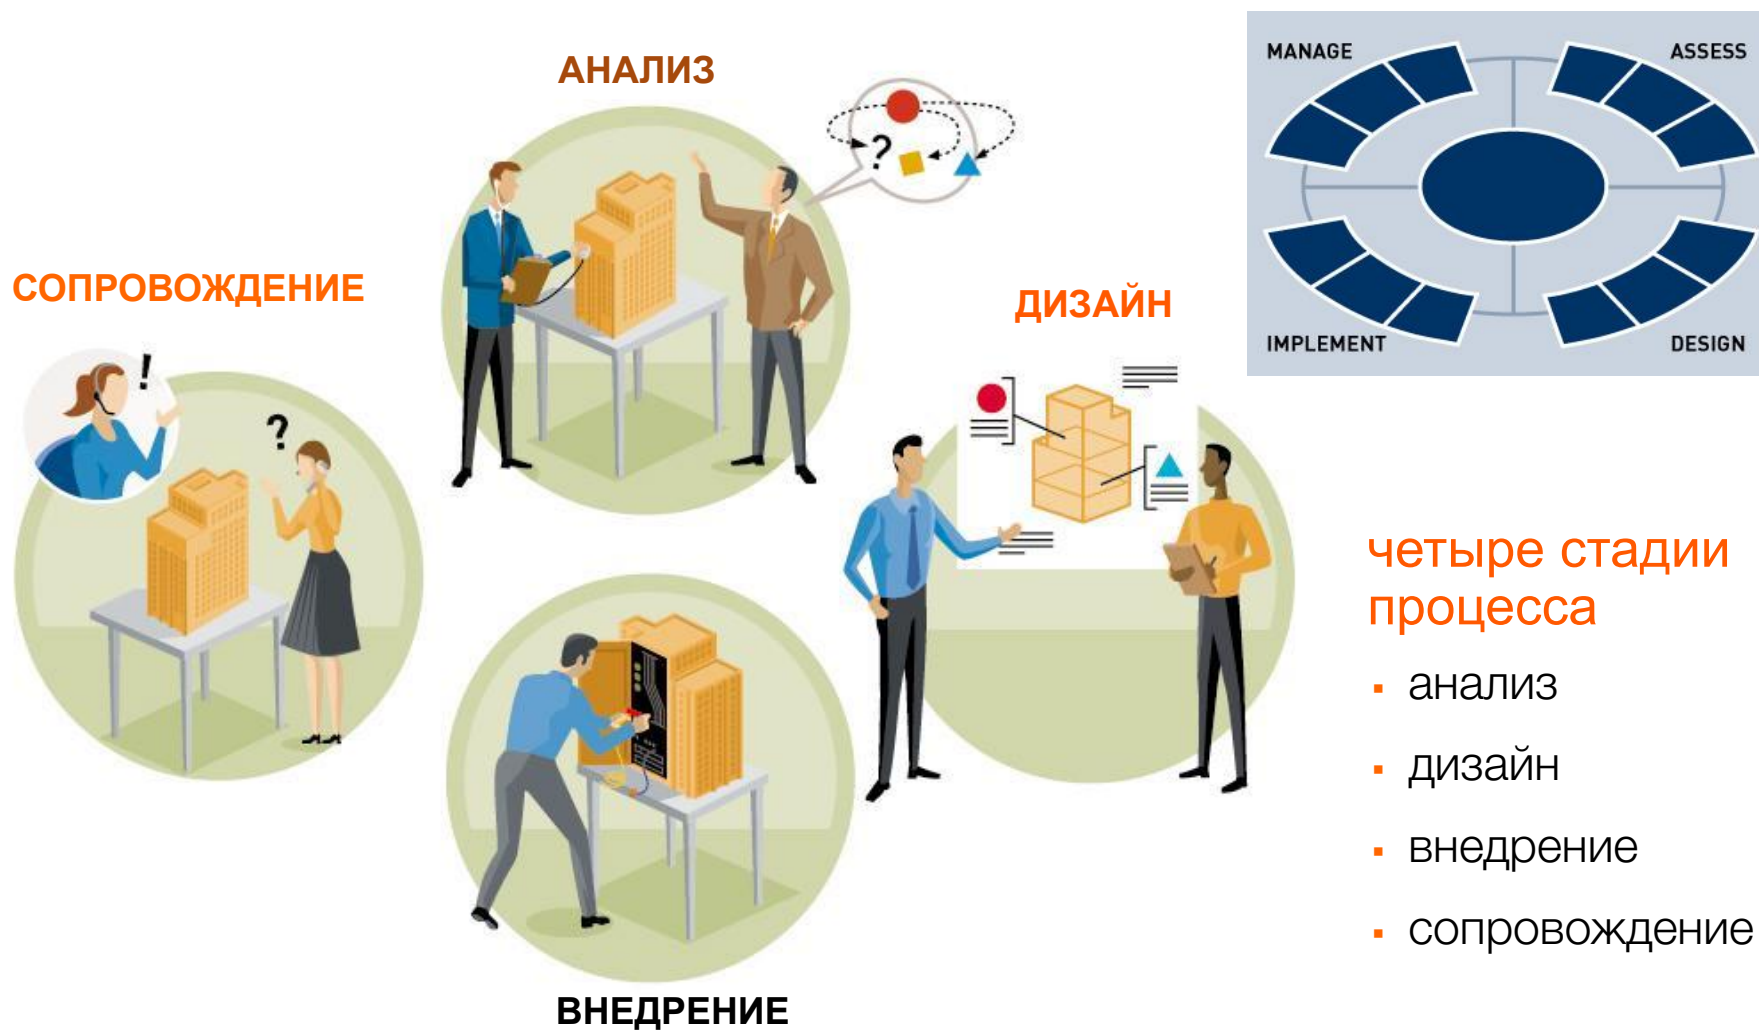 АНАЛИЗ
?
СОПРОВОЖДЕНИЕ
!
?
ДИЗАЙН
ВНЕДРЕНИЕ
MANAGE
ASSESS
IMPLEMENT
DESIGN
четыре стадии
процесса
▪ анализ
▪ дизайн
▪ внедрение
▪ сопровождение